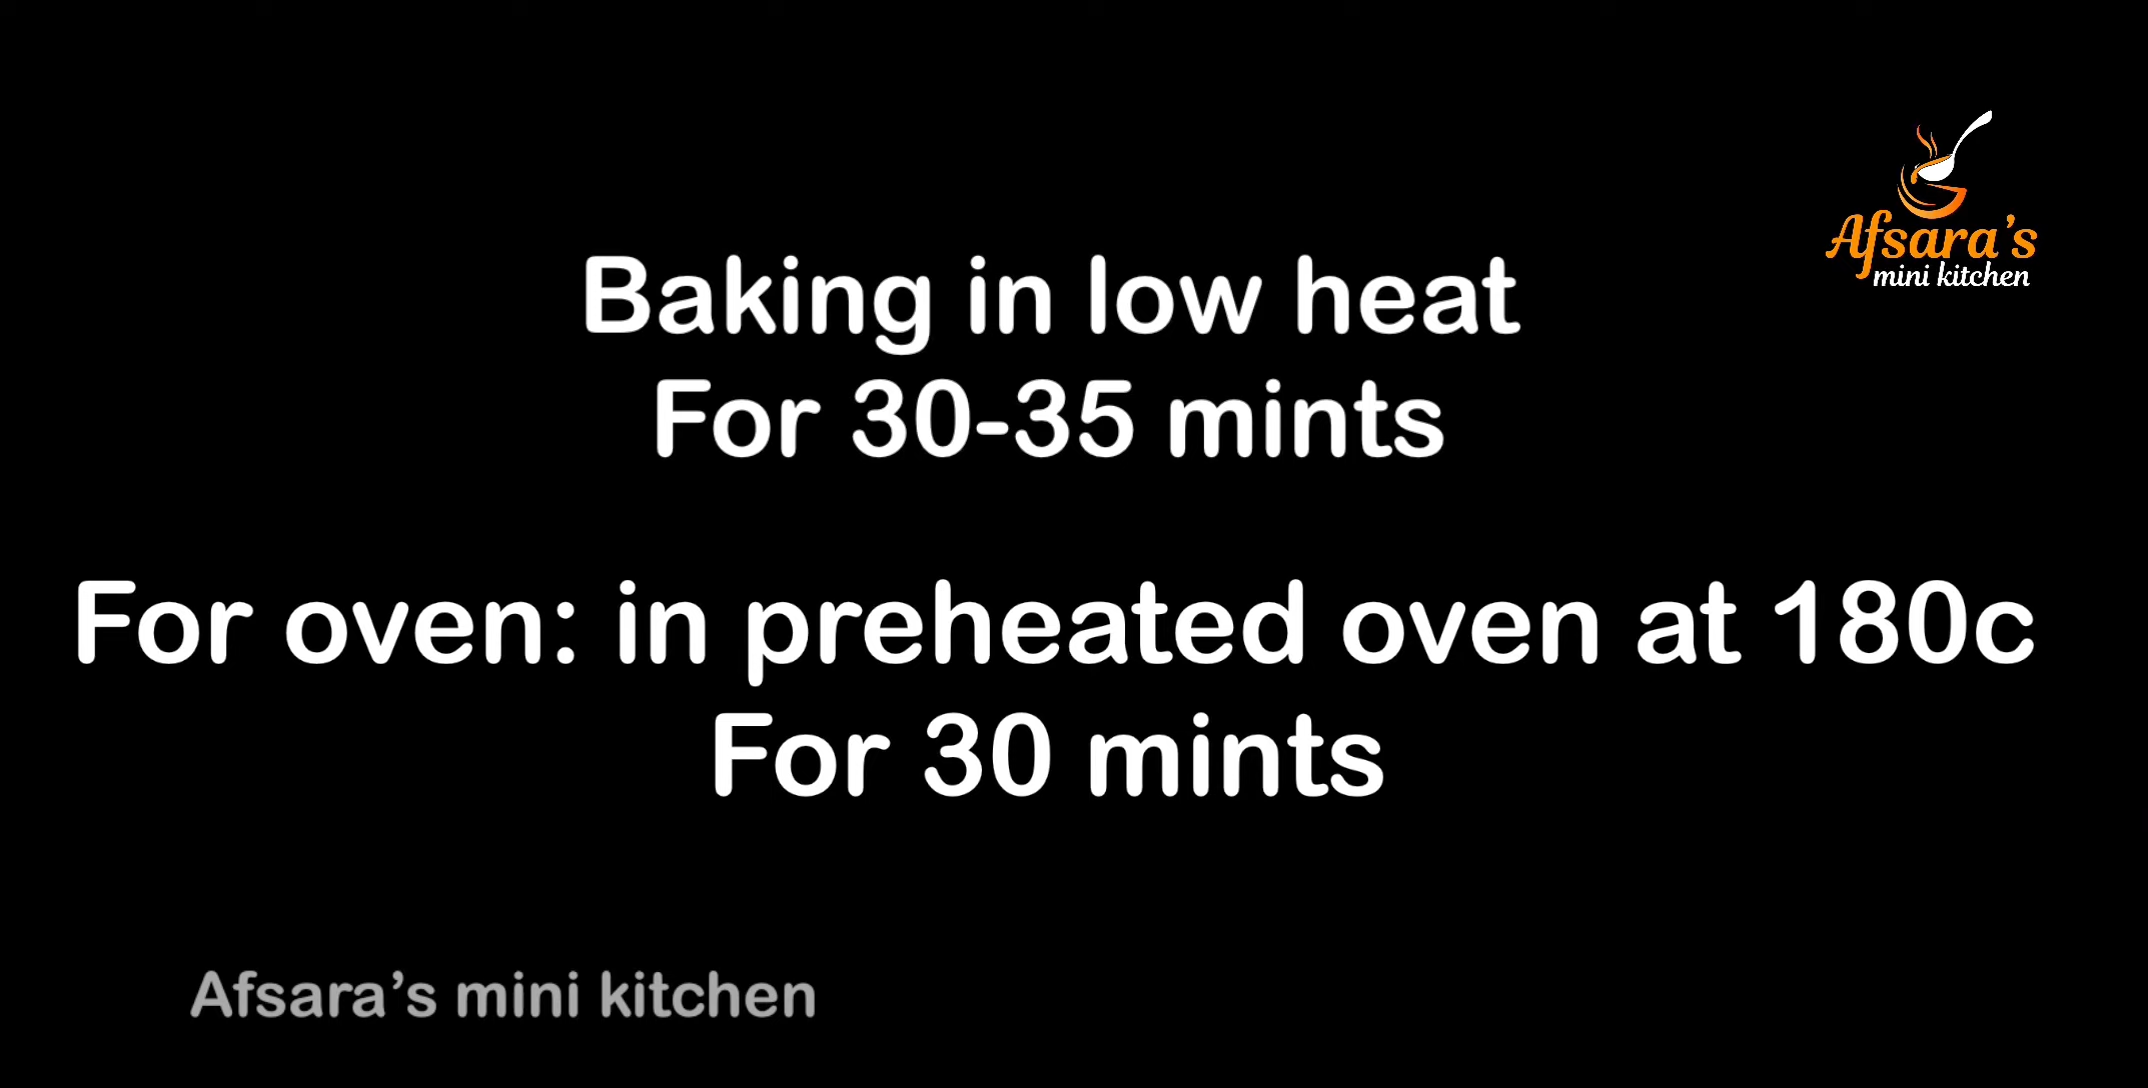 Afsara's
mini kitchen
Baking in low heat
For 30-35 mints
For oven: in preheated oven at 180c
For 30 mints
Afsara's mini kitchen